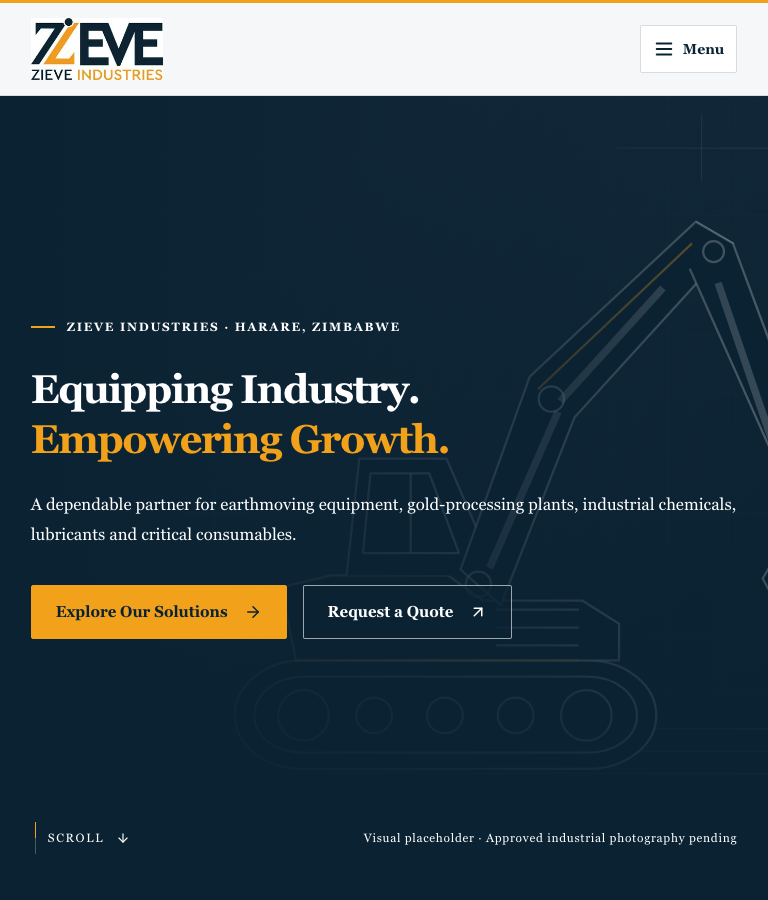 ZIEVE
ZIEVE INDUSTRIES
Menu
ZIEVE INDUSTRIES · HARARE, ZIMBABWE
Equipping Industry.
Empowering Growth.
A dependable partner for earthmoving equipment, gold-processing plants, industrial chemicals,
lubricants and critical consumables.
Explore Our Solutions →
Request a Quote ↗
SCROLL ↓
Visual placeholder · Approved industrial photography pending